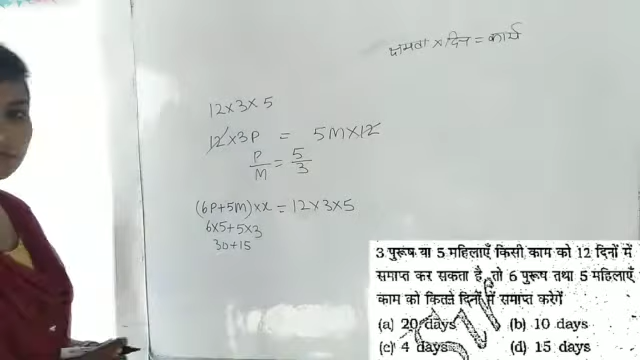 क्षमता × दिन = कार्य
12×3×5
12×3P = 5M×12
P/M = 5/3
(6P+5M)×x = 12×3×5
6×5+5×3
30+15
3 पुरूष या 5 महिलाएँ किसी काम को 12 दिनों में
समाप्त कर सकता है, तो 6 पुरूष तथा 5 महिलाएँ
काम को कितने दिनों में समाप्त करेगें
(a) 20 days (b) 10 days
(c) 4 days (d) 15 days